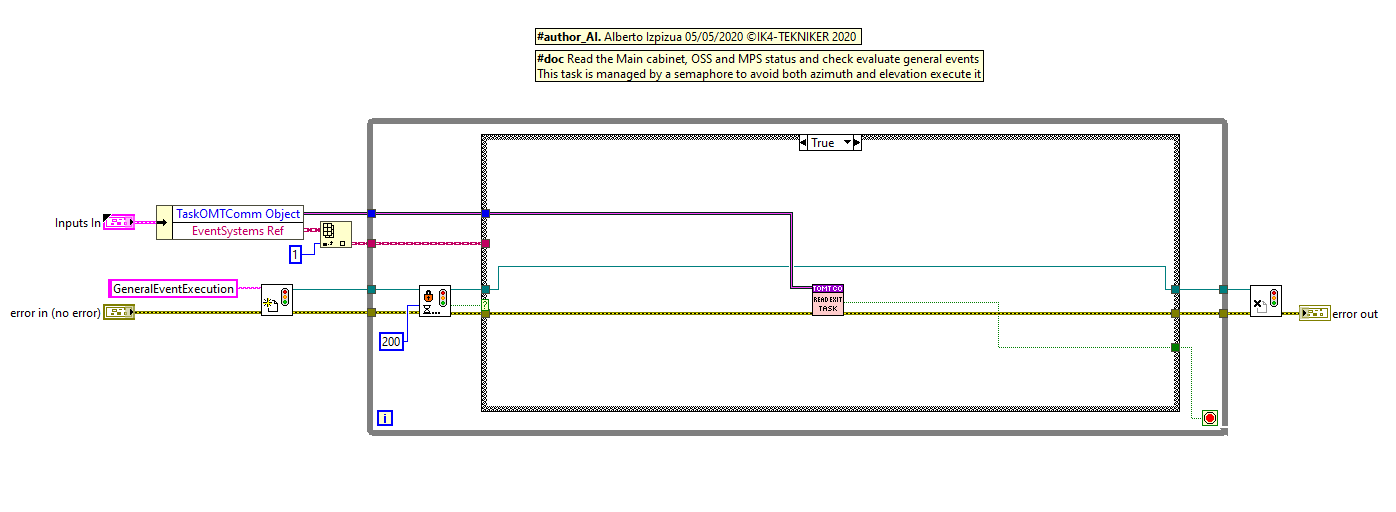 #author_AI. Alberto Izpizua 05/05/2020 ©IK4-TEKNIKER 2020
#doc Read the Main cabinet, OSS and MPS status and check evaluate general events
This task is managed by a semaphore to avoid both azimuth and elevation execute it
True
Inputs In
TaskOMTComm Object
EventSystems Ref
1
GeneralEventExecution
error in (no error)
200
?
TOMT CO
READ EXIT
TASK
error out
i